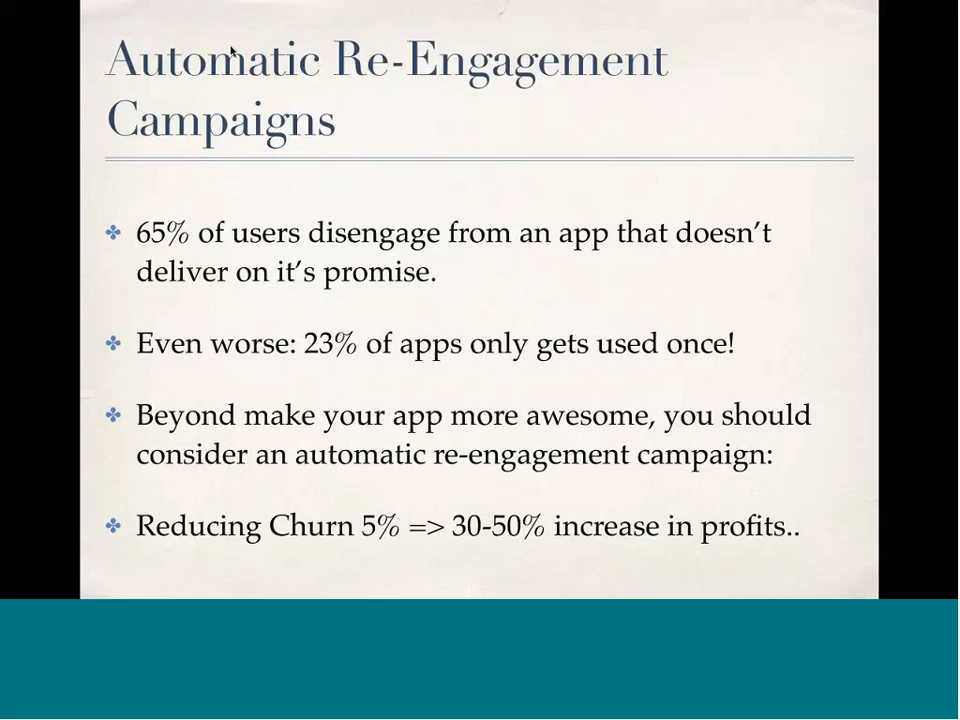 Automatic Re-Engagement
Campaigns
65% of users disengage from an app that doesn’t
deliver on it’s promise.
Even worse: 23% of apps only gets used once!
Beyond make your app more awesome, you should
consider an automatic re-engagement campaign:
Reducing Churn 5% => 30-50% increase in profits..